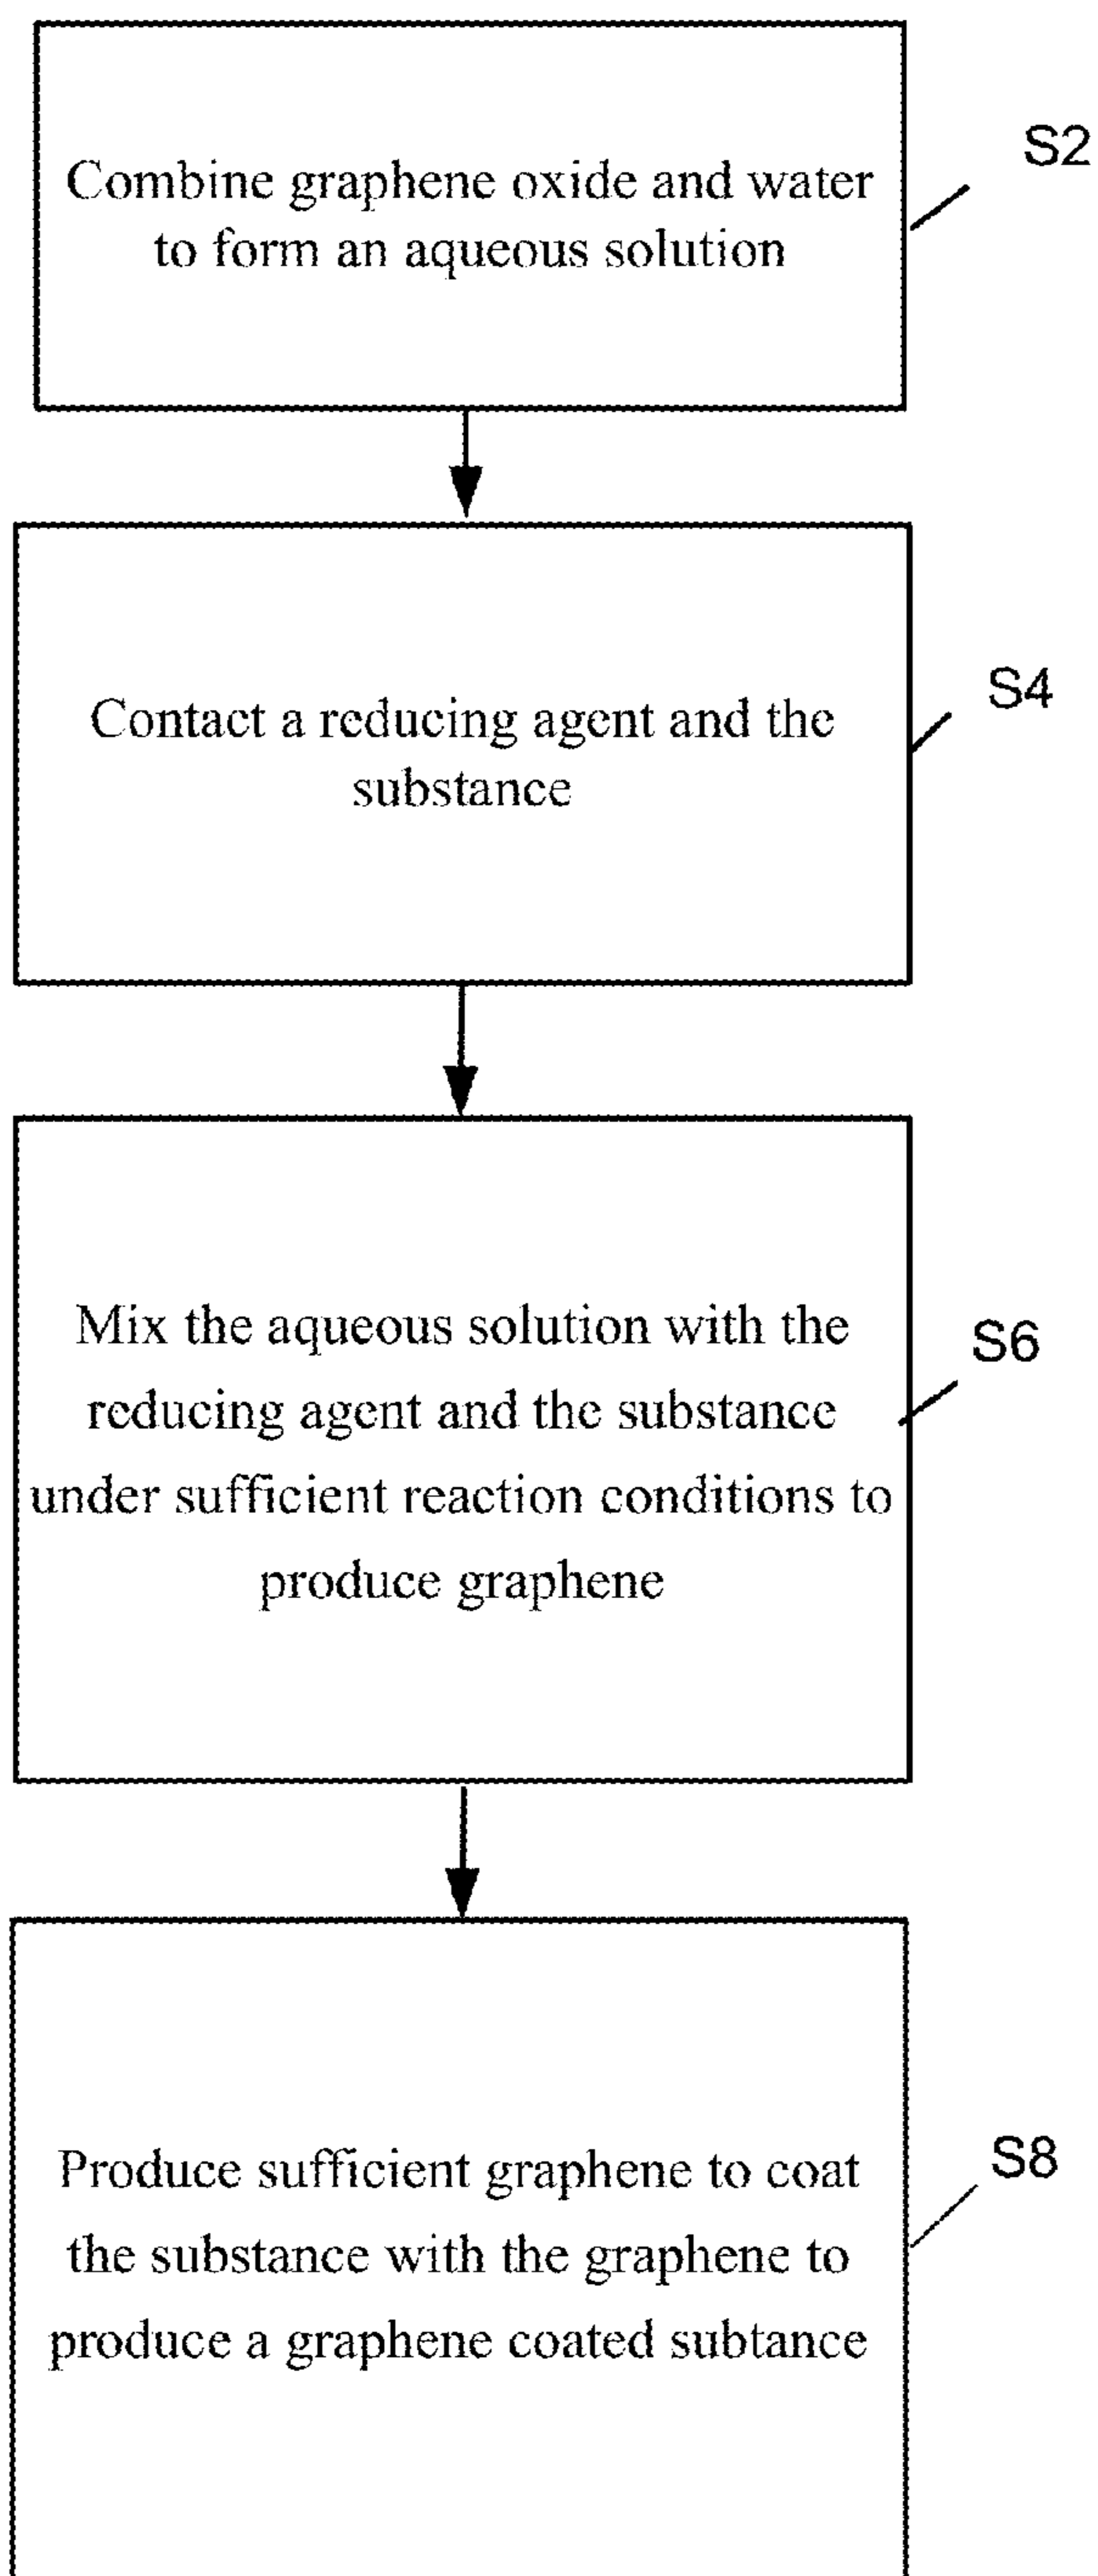 Combine graphene oxide and water
to form an aqueous solution
S2
Contact a reducing agent and the
substance
S4
Mix the aqueous solution with the
reducing agent and the substance
under sufficient reaction conditions to
produce graphene
S6
Produce sufficient graphene to coat
the substance with the graphene to
produce a graphene coated subtance
S8